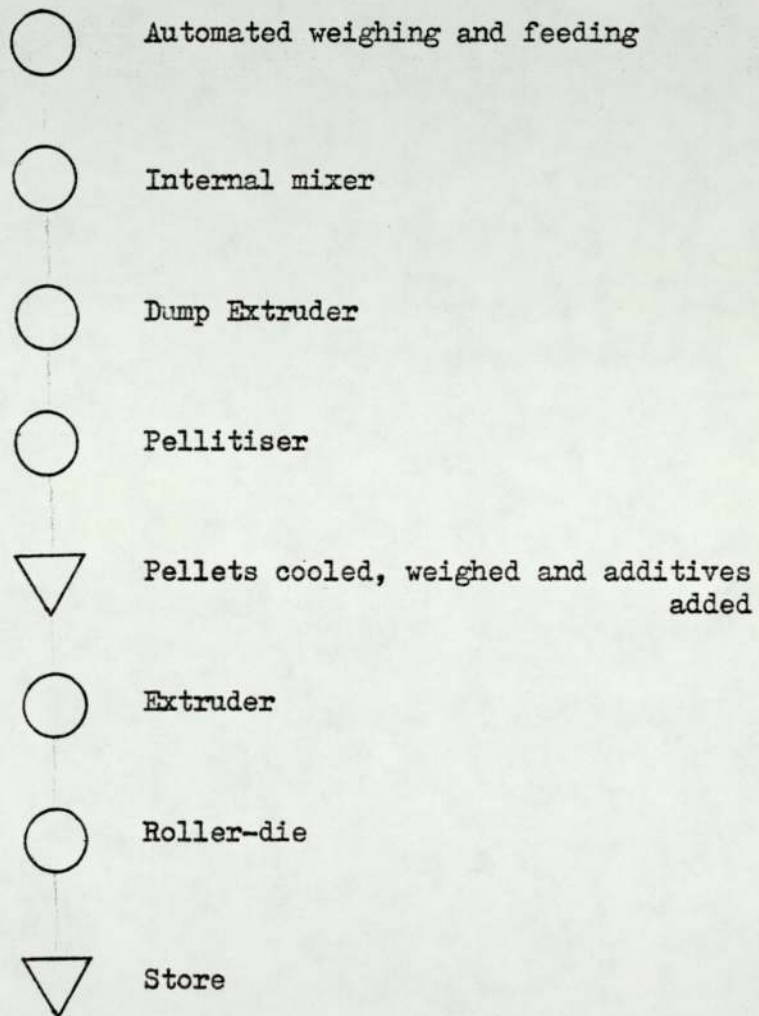 Automated weighing and feeding
Internal mixer
Dump Extruder
Pellitiser
Pellets cooled, weighed and additives
added
Extruder
Roller-die
Store